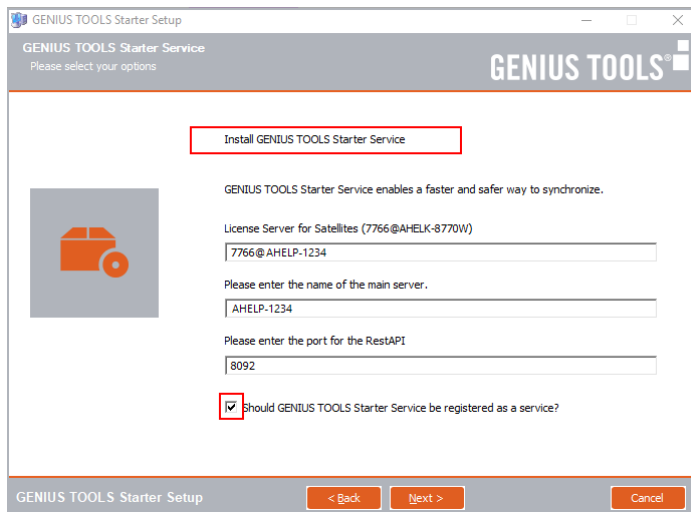 GENIUS TOOLS Starter Setup
GENIUS TOOLS Starter Service
Please select your options
GENIUS TOOLS®
Install GENIUS TOOLS Starter Service
GENIUS TOOLS Starter Service enables a faster and safer way to synchronize.
License Server for Satellites (7766@AHELK-8770W)
7766@AHELP-1234
Please enter the name of the main server.
AHELP-1234
Please enter the port for the RestAPI
8092
Should GENIUS TOOLS Starter Service be registered as a service?
GENIUS TOOLS Starter Setup
< Back
Next >
Cancel